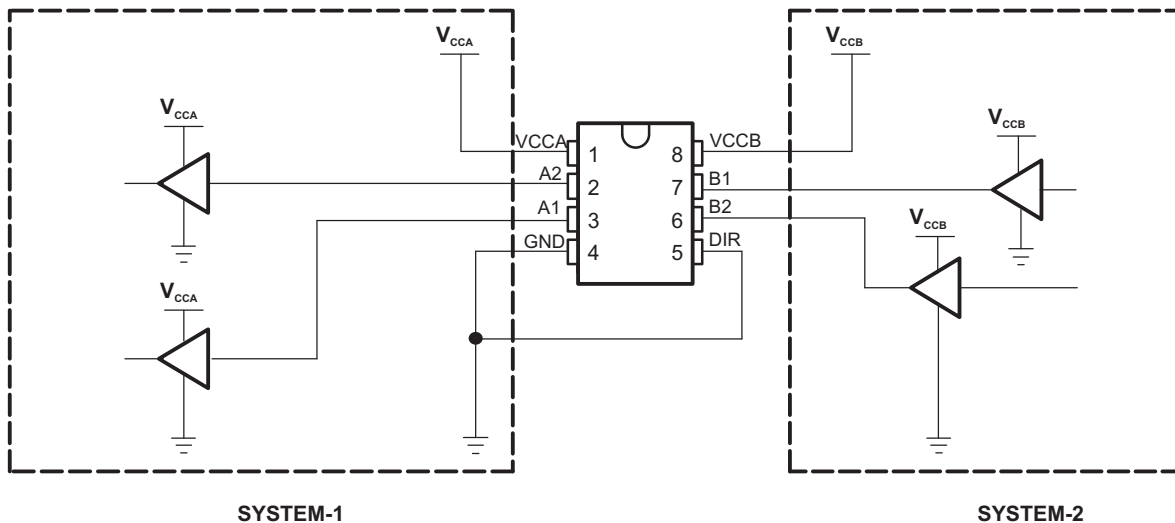 VCCA
VCCB
VCCA
VCCB
VCCA
1
8
VCCB
A2
2
7
B1
A1
3
6
B2
VCCB
GND
4
5
DIR
VCCA
SYSTEM-1
SYSTEM-2